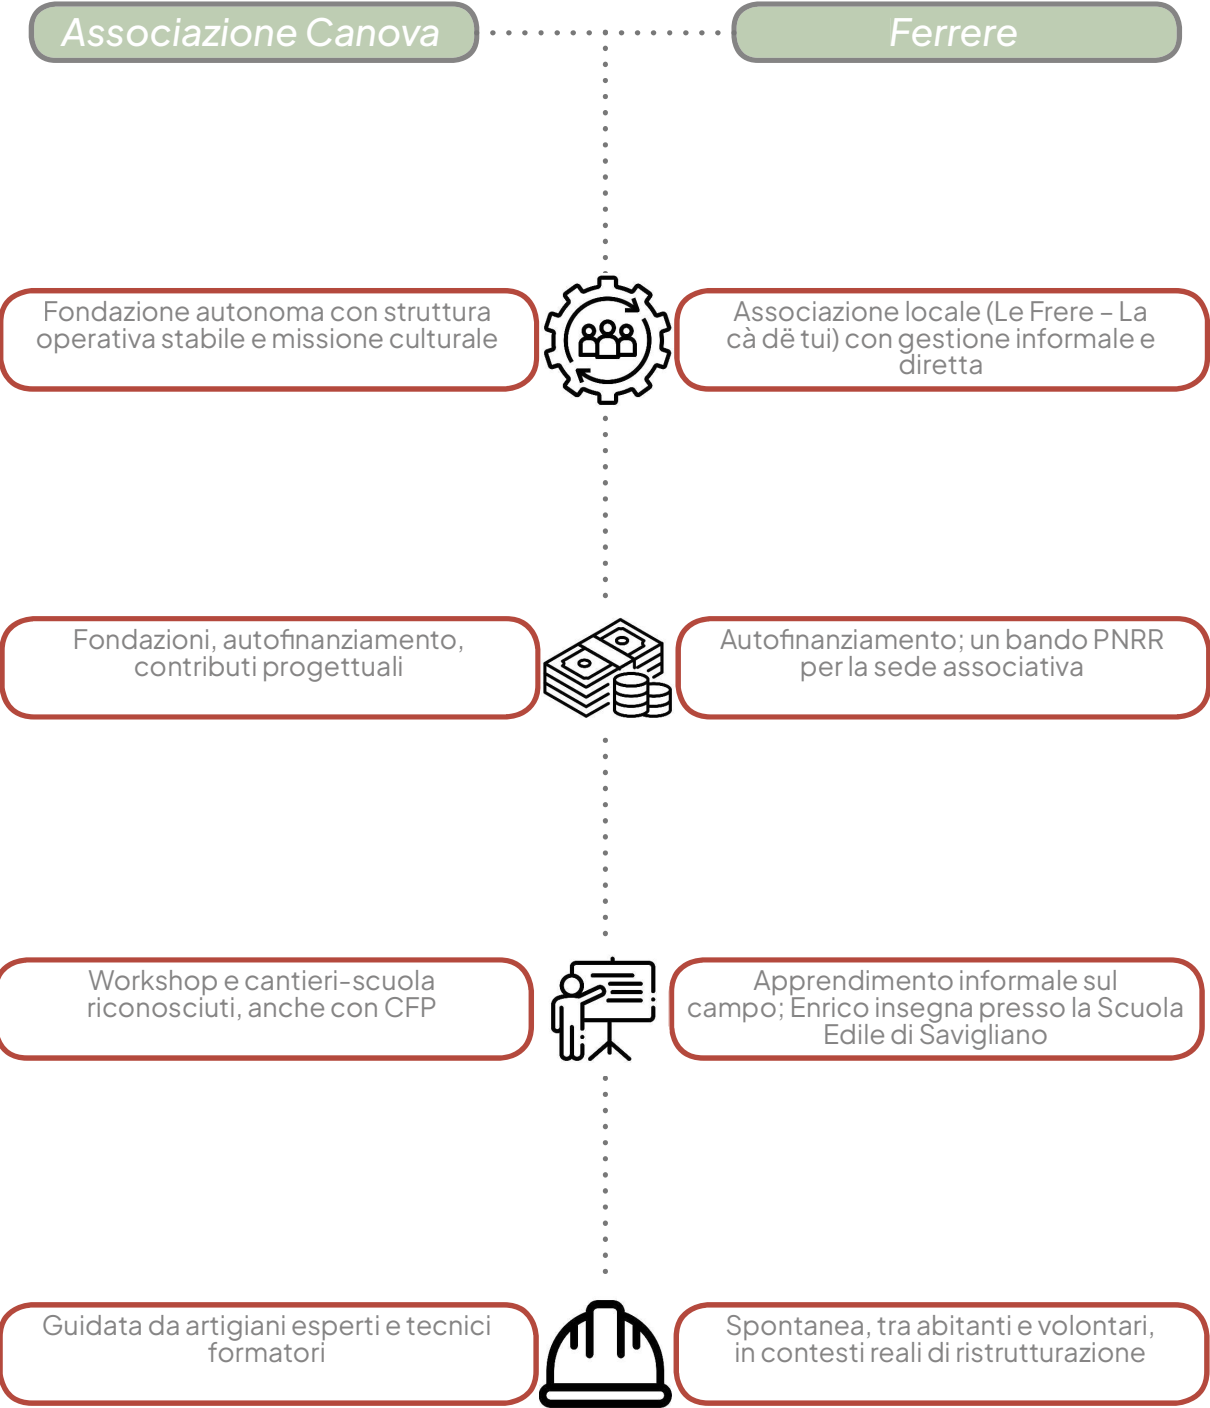 Associazione Canova
Ferrere
Fondazione autonoma con struttura
operativa stabile e missione culturale
Associazione locale (Le Frere – La
cà dë tui) con gestione informale e
diretta
Fondazioni, autofinanziamento,
contributi progettuali
Autofinanziamento; un bando PNRR
per la sede associativa
Workshop e cantieri-scuola
riconosciuti, anche con CFP
Apprendimento informale sul
campo; Enrico insegna presso la Scuola
Edile di Savigliano
Guidata da artigiani esperti e tecnici
formatori
Spontanea, tra abitanti e volontari,
in contesti reali di ristrutturazione